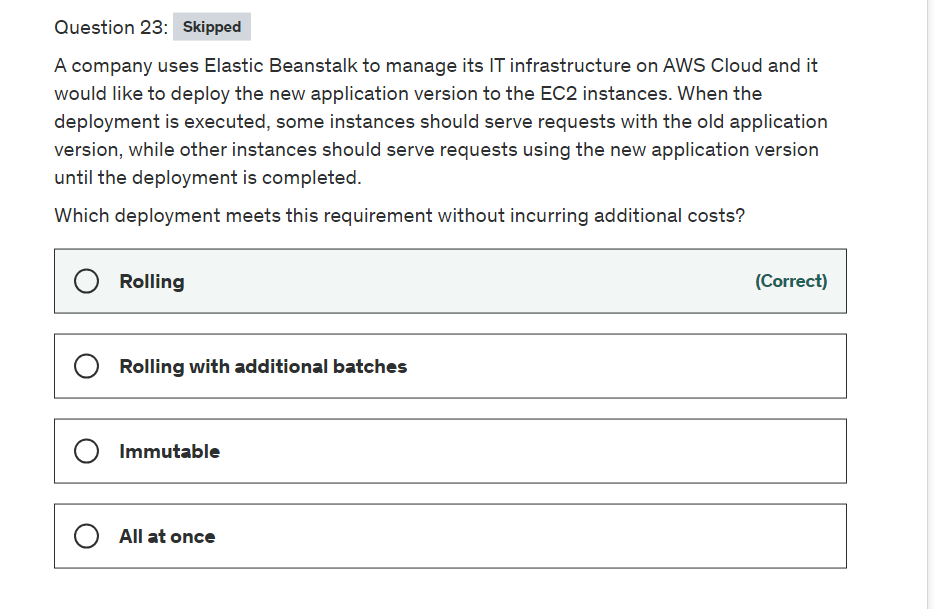 Question 23: Skipped
A company uses Elastic Beanstalk to manage its IT infrastructure on AWS Cloud and it
would like to deploy the new application version to the EC2 instances. When the
deployment is executed, some instances should serve requests with the old application
version, while other instances should serve requests using the new application version
until the deployment is completed.
Which deployment meets this requirement without incurring additional costs?
Rolling (Correct)
Rolling with additional batches
Immutable
All at once